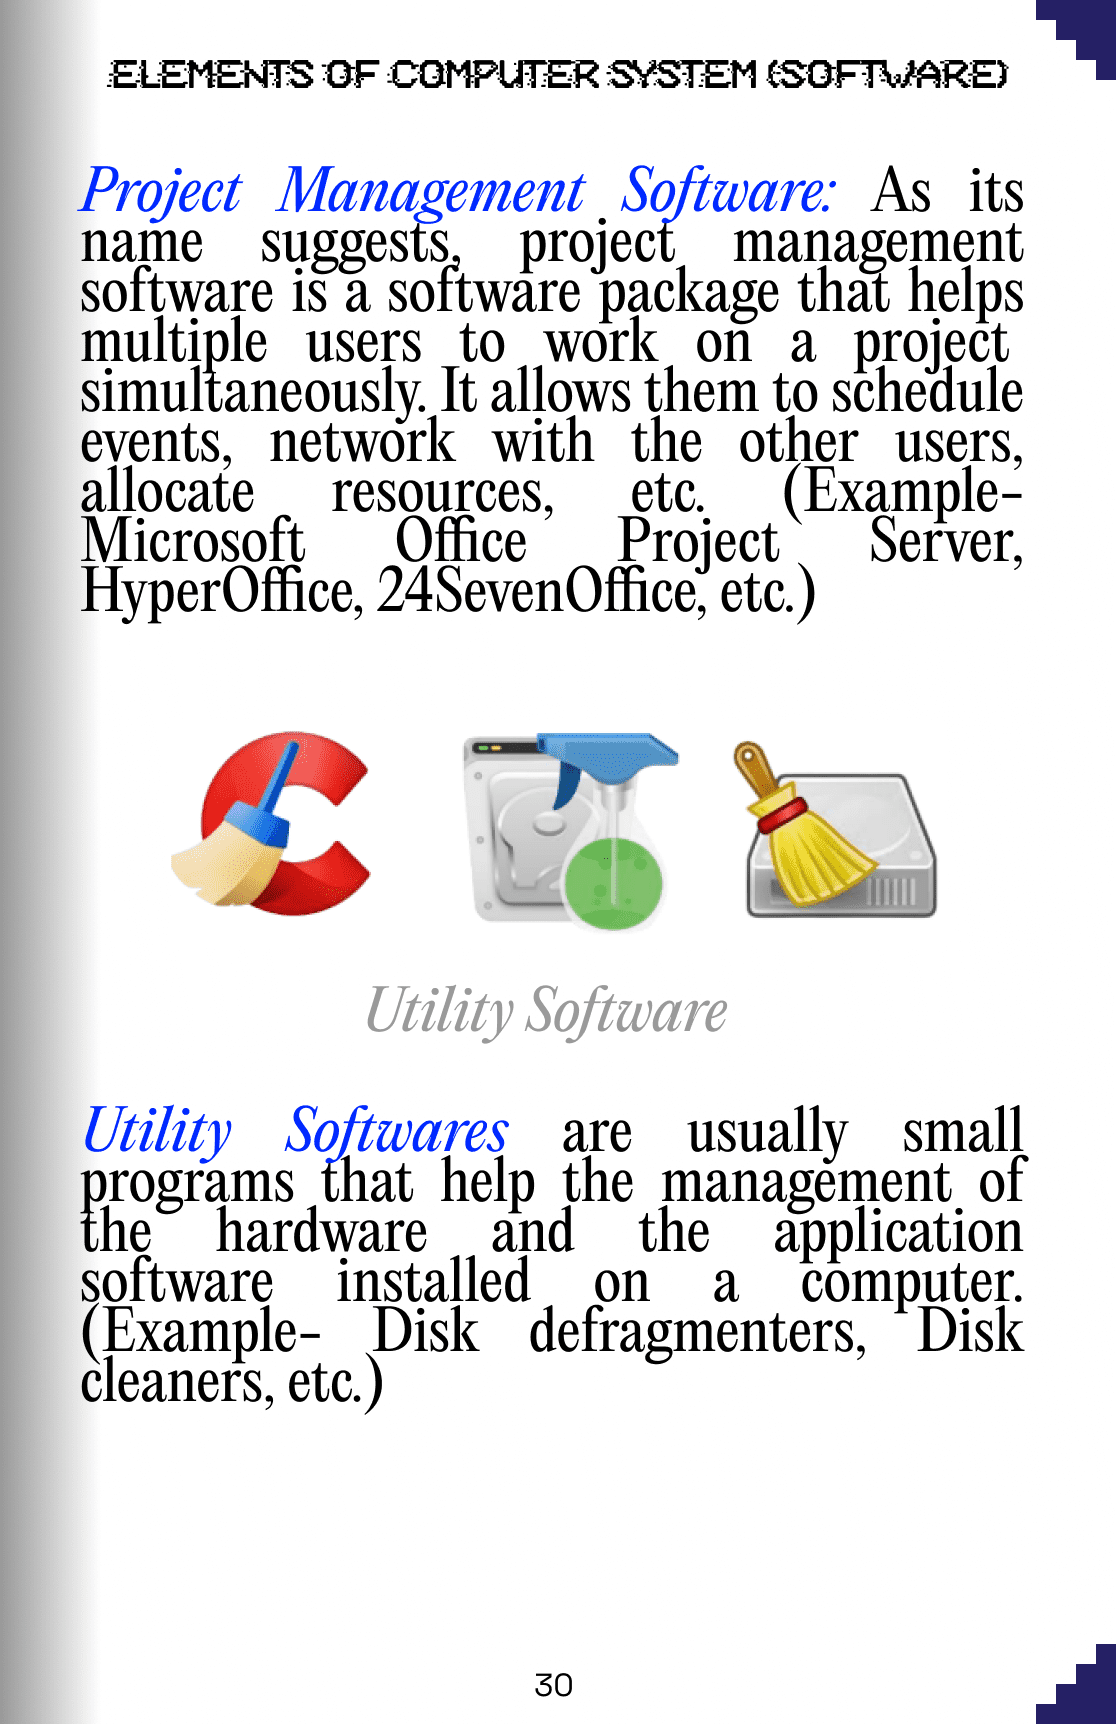 ELEMENTS OF COMPUTER SYSTEM (SOFTWARE)
Project Management Software: As its
name suggests, project management
software is a software package that helps
multiple users to work on a project
simultaneously. It allows them to schedule
events, network with the other users,
allocate resources, etc. (Example-
Microsoft Office Project Server,
HyperOffice, 24SevenOffice, etc.)
Utility Software
Utility Softwares are usually small
programs that help the management of
the hardware and the application
software installed on a computer.
(Example- Disk defragmenters, Disk
cleaners, etc.)
30